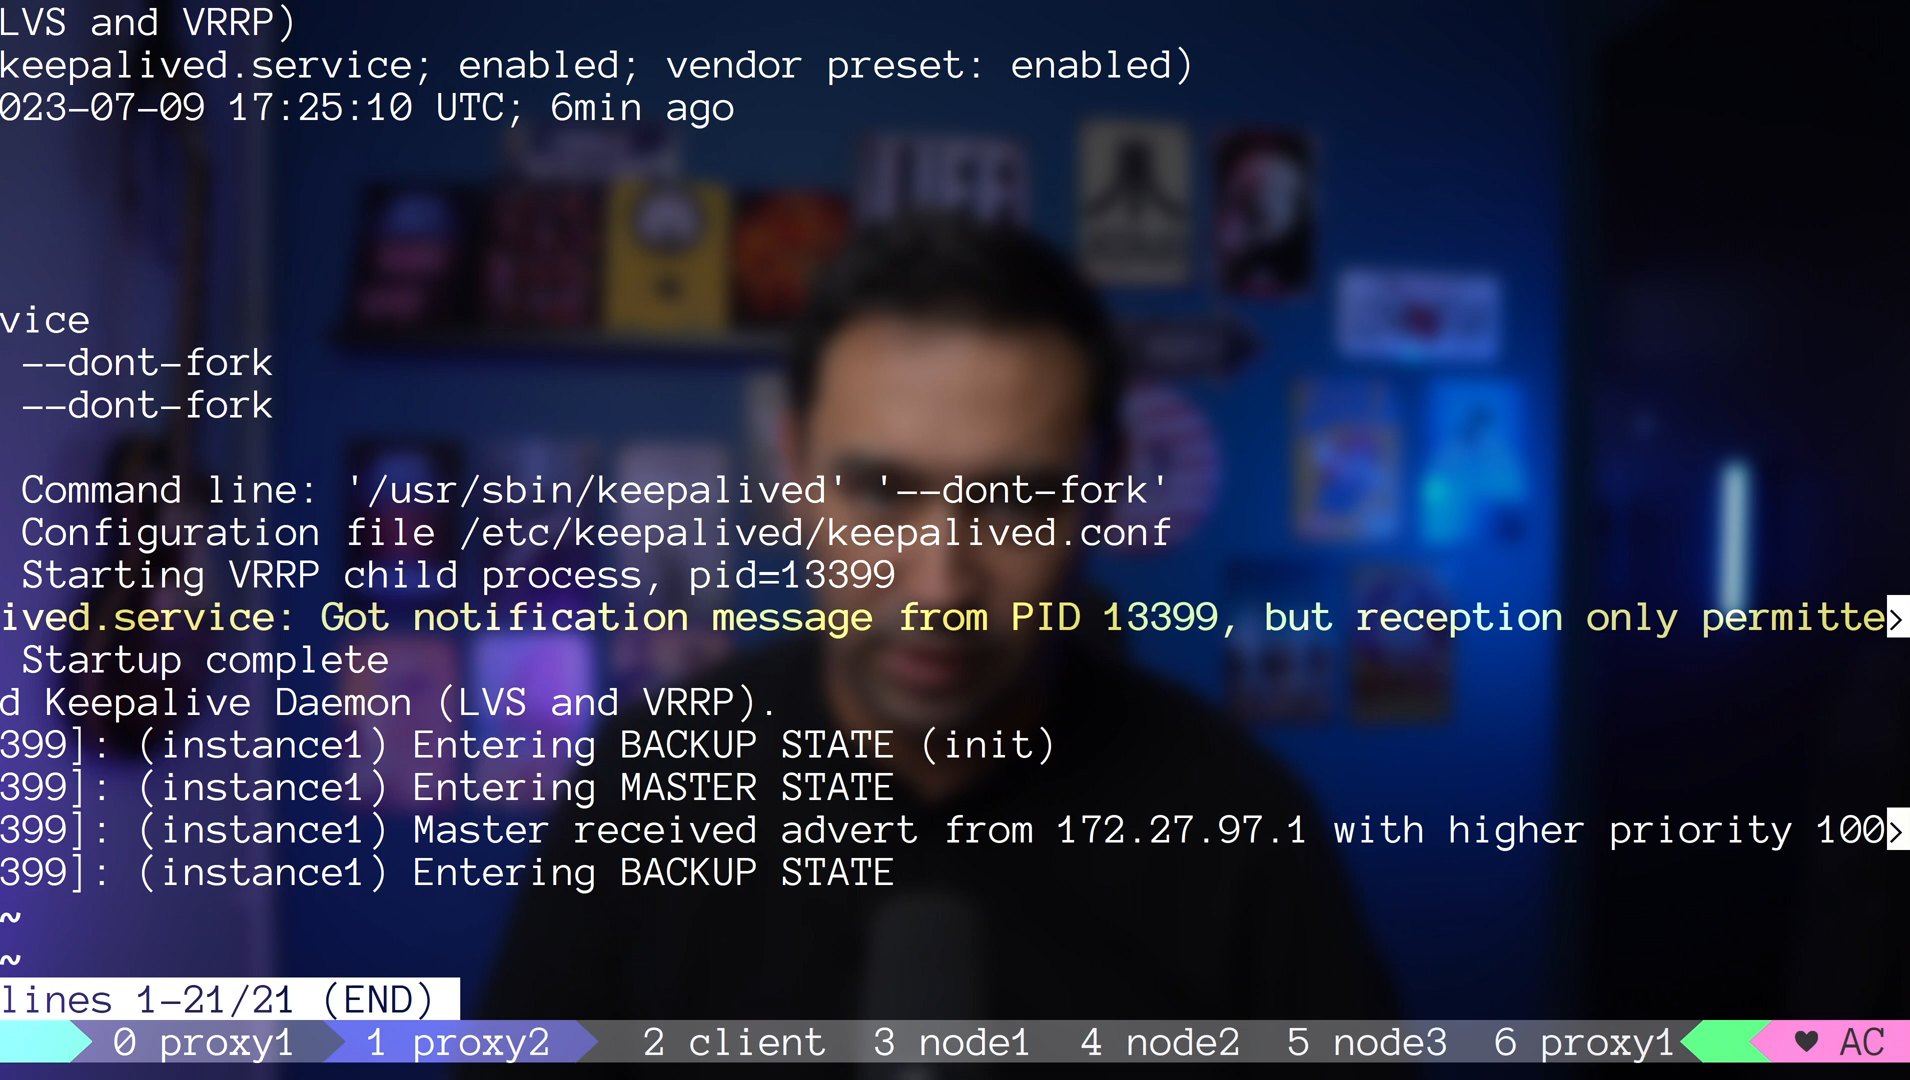 LVS and VRRP)
keepalived.service; enabled; vendor preset: enabled)
023-07-09 17:25:10 UTC; 6min ago
vice
--dont-fork
--dont-fork
Command line: '/usr/sbin/keepalived' '--dont-fork'
Configuration file /etc/keepalived/keepalived.conf
Starting VRRP child process, pid=13399
ived.service: Got notification message from PID 13399, but reception only permitte>
Startup complete
d Keepalive Daemon (LVS and VRRP).
399]: (instance1) Entering BACKUP STATE (init)
399]: (instance1) Entering MASTER STATE
399]: (instance1) Master received advert from 172.27.97.1 with higher priority 100>
399]: (instance1) Entering BACKUP STATE
~
~
lines 1-21/21 (END)
0 proxy1 1 proxy2 2 client 3 node1 4 node2 5 node3 6 proxy1 ♥ AC